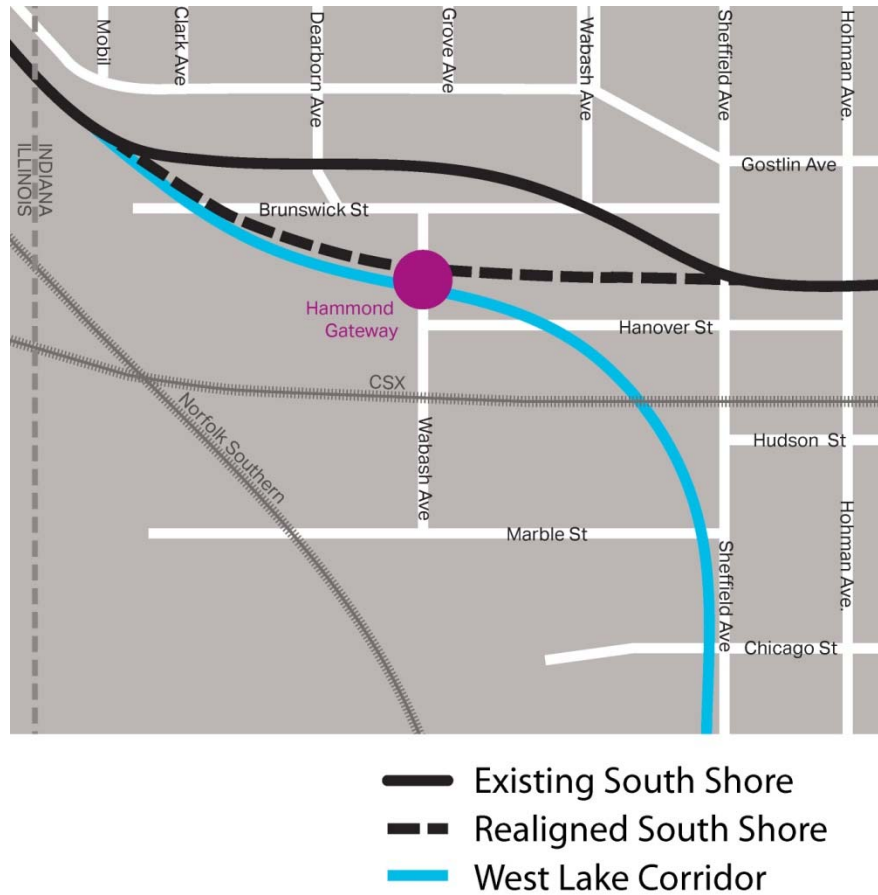 Mobil
Clark Ave
Dearborn Ave
Grove Ave
Wabash Ave
Sheffield Ave
Hohman Ave.
INDIANA
ILLINOIS
Gostlin Ave
Brunswick St
Hammond
Gateway
Hanover St
CSX
Norfolk Southern
Wabash Ave
Hudson St
Marble St
Hohman Ave.
Sheffield Ave
Chicago St
Existing South Shore
Realigned South Shore
West Lake Corridor